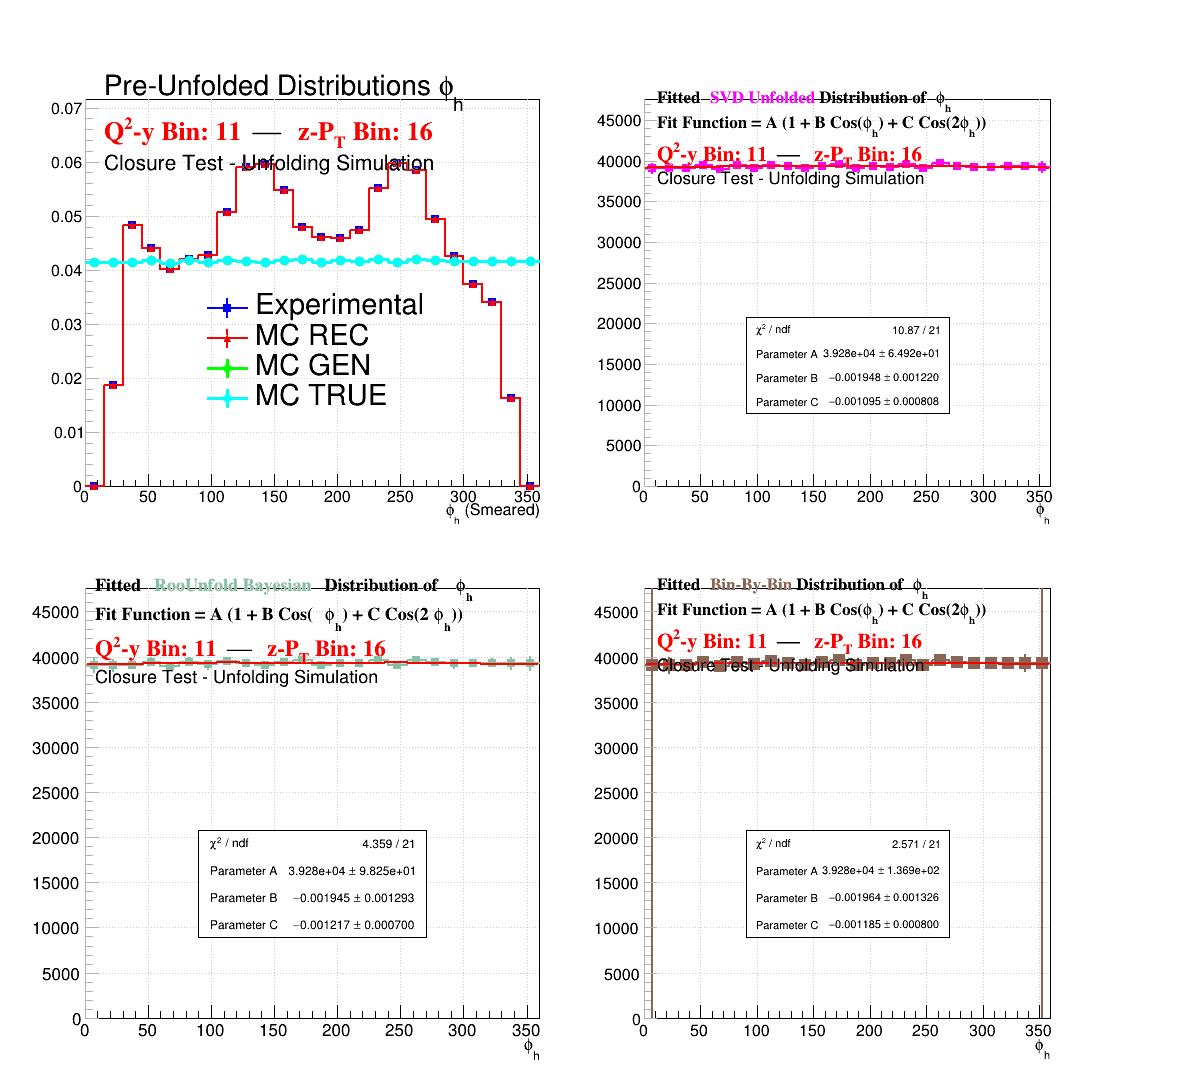 Pre-Unfolded Distributions ϕh
Q²-y Bin: 11 — z-PT Bin: 16
Closure Test - Unfolding Simulation
0.07
0.06
0.05
0.04
0.03
0.02
0.01
0
Experimental
MC REC
MC GEN
MC TRUE
0 50 100 150 200 250 300 350
ϕh (Smeared)
Fitted SVD Unfolded Distribution of ϕh
Fit Function = A (1 + B Cos(ϕh) + C Cos(2ϕh))
Q²-y Bin: 11 — z-PT Bin: 16
Closure Test - Unfolding Simulation
45000
40000
35000
30000
25000
20000
15000
10000
5000
0
χ² / ndf 10.87 / 21
Parameter A 3.928e+04 ± 6.492e+01
Parameter B −0.001948 ± 0.001220
Parameter C −0.001095 ± 0.000808
0 50 100 150 200 250 300 350
ϕh
Fitted RooUnfold Bayesian Distribution of ϕh
Fit Function = A (1 + B Cos( ϕh) + C Cos(2 ϕh))
Q²-y Bin: 11 — z-PT Bin: 16
Closure Test - Unfolding Simulation
45000
40000
35000
30000
25000
20000
15000
10000
5000
0
χ² / ndf 4.359 / 21
Parameter A 3.928e+04 ± 9.825e+01
Parameter B −0.001945 ± 0.001293
Parameter C −0.001217 ± 0.000700
0 50 100 150 200 250 300 350
ϕh
Fitted Bin-By-Bin Distribution of ϕh
Fit Function = A (1 + B Cos(ϕh) + C Cos(2ϕh))
Q²-y Bin: 11 — z-PT Bin: 16
Closure Test - Unfolding Simulation
45000
40000
35000
30000
25000
20000
15000
10000
5000
0
χ² / ndf 2.571 / 21
Parameter A 3.928e+04 ± 1.369e+02
Parameter B −0.001964 ± 0.001326
Parameter C −0.001185 ± 0.000800
0 50 100 150 200 250 300 350
ϕh